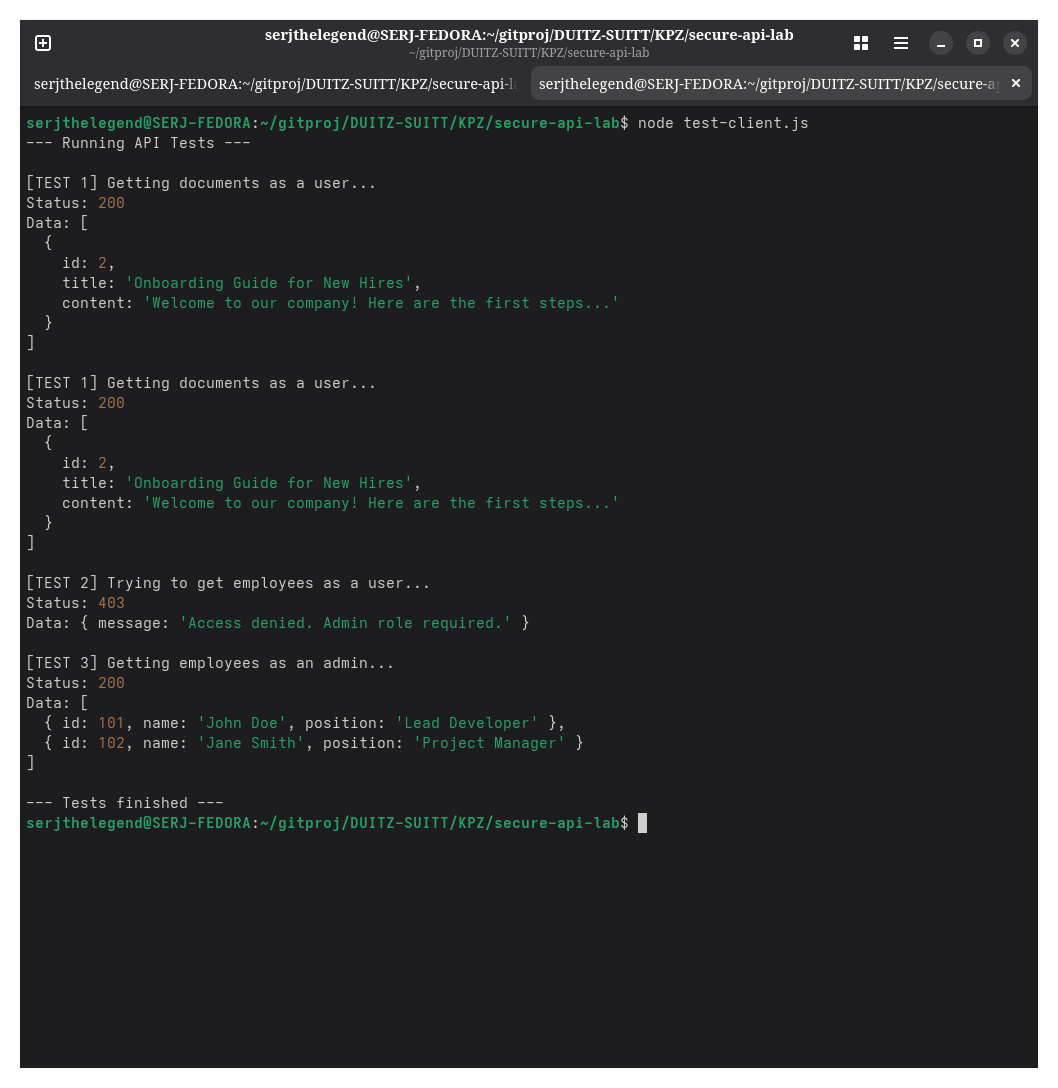 serjthelegend@SERJ-FEDORA:~/gitproj/DUITZ-SUITT/KPZ/secure-api-lab
~/gitproj/DUITZ-SUITT/KPZ/secure-api-lab
serjthelegend@SERJ-FEDORA:~/gitproj/DUITZ-SUITT/KPZ/secure-api-l
serjthelegend@SERJ-FEDORA:~/gitproj/DUITZ-SUITT/KPZ/secure-a
serjthelegend@SERJ-FEDORA:~/gitproj/DUITZ-SUITT/KPZ/secure-api-lab$ node test-client.js
--- Running API Tests ---
[TEST 1] Getting documents as a user...
Status: 200
Data: [
  {
    id: 2,
    title: 'Onboarding Guide for New Hires',
    content: 'Welcome to our company! Here are the first steps...'
  }
]
[TEST 1] Getting documents as a user...
Status: 200
Data: [
  {
    id: 2,
    title: 'Onboarding Guide for New Hires',
    content: 'Welcome to our company! Here are the first steps...'
  }
]
[TEST 2] Trying to get employees as a user...
Status: 403
Data: { message: 'Access denied. Admin role required.' }
[TEST 3] Getting employees as an admin...
Status: 200
Data: [
  { id: 101, name: 'John Doe', position: 'Lead Developer' },
  { id: 102, name: 'Jane Smith', position: 'Project Manager' }
]
--- Tests finished ---
serjthelegend@SERJ-FEDORA:~/gitproj/DUITZ-SUITT/KPZ/secure-api-lab$